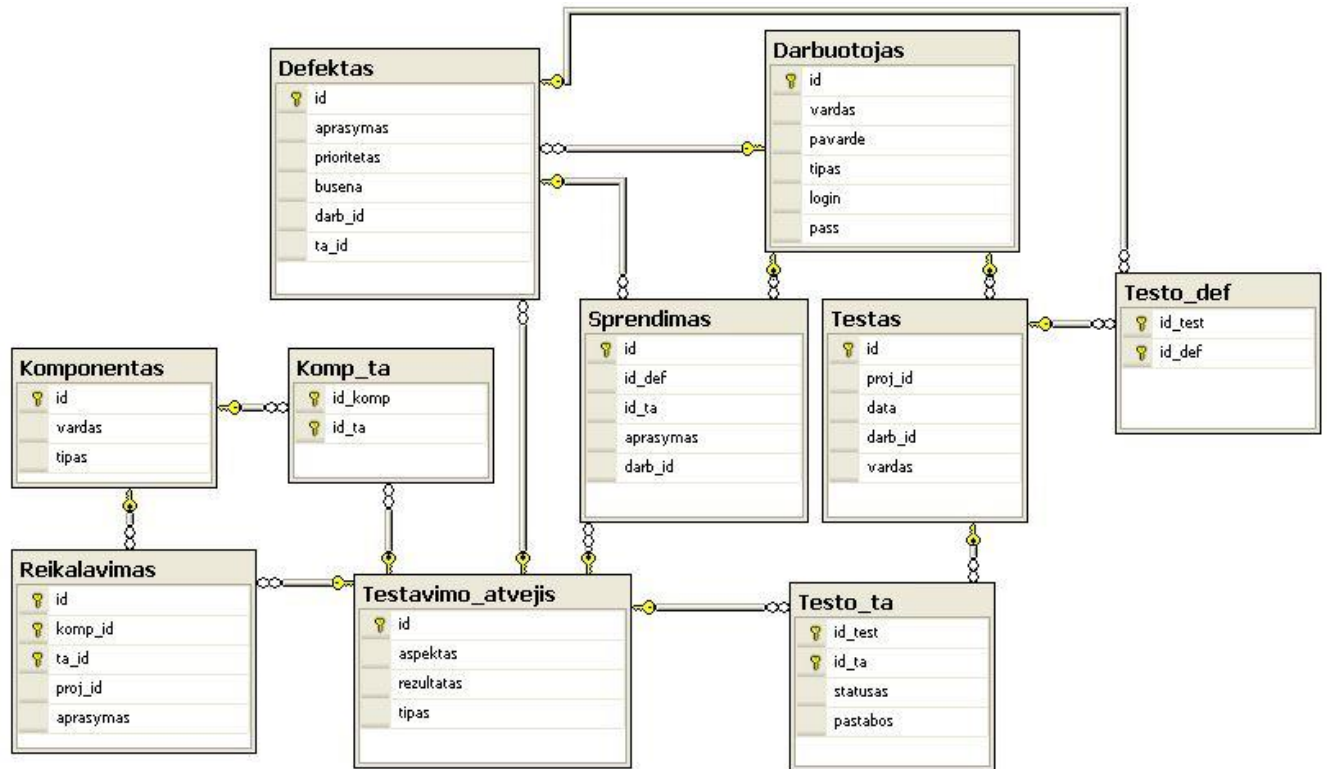 Defektas
id
aprasymas
prioritetas
busena
darb_id
ta_id
Darbuotojas
id
vardas
pavarde
tipas
login
pass
Testo_def
id_test
id_def
Sprendimas
id
id_def
id_ta
aprasymas
darb_id
Testas
id
proj_id
data
darb_id
vardas
Komponentas
id
vardas
tipas
Komp_ta
id_komp
id_ta
Reikalavimas
id
komp_id
ta_id
proj_id
aprasymas
Testavimo_atvejis
id
aspektas
rezultatas
tipas
Testo_ta
id_test
id_ta
statusas
pastabos